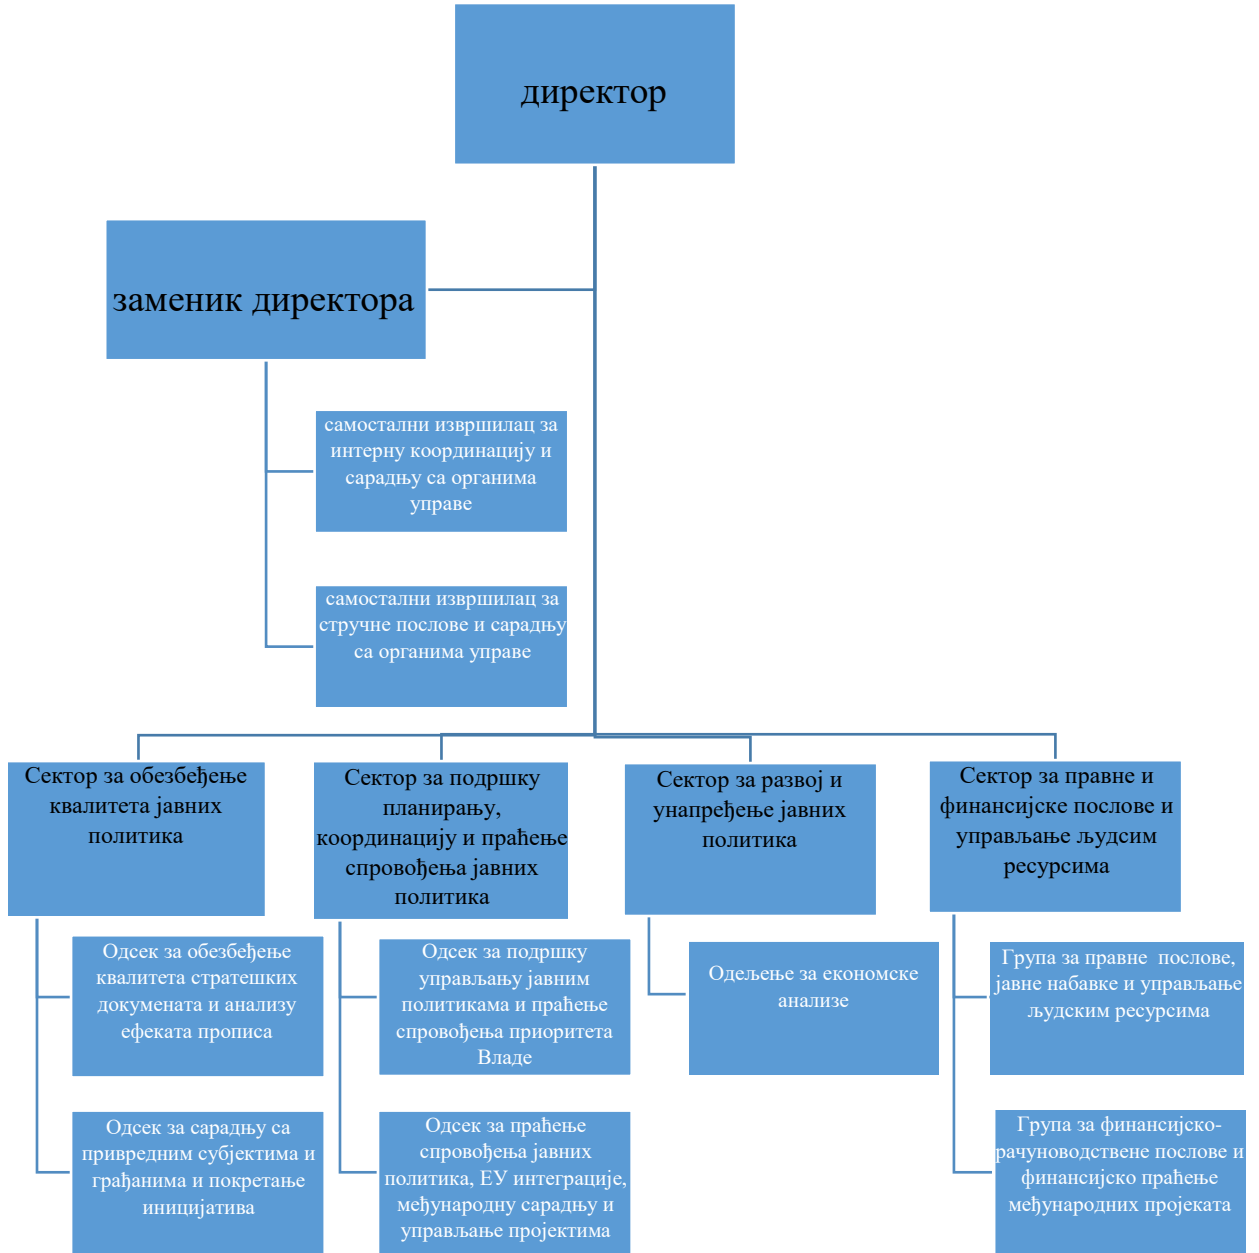 директор
заменик директора
самостални извршилац за
интерну координацију и
сарадњу са органима
управе
самостални извршилац за
стручне послове и сарадњу
са органима управе
Сектор за обезбеђење
квалитета јавних
политика
Сектор за подршку
планирању,
координацију и праћење
спровођења јавних
политика
Сектор за развој и
унапређење јавних
политика
Сектор за правне и
финансијске послове и
управљање људсим
ресурсима
Одсек за обезбеђење
квалитета стратешких
докумената и анализу
ефеката прописа
Одсек за подршку
управљању јавним
политикама и праћење
спровођења приоритета
Владе
Одељење за економске
анализе
Група за правне  послове,
јавне набавке и управљање
људским ресурсима
Одсек за сарадњу са
привредним субјектима и
грађанима и покретање
иницијатива
Одсек за праћење
спровођења јавних
политика, ЕУ интеграције,
међународну сарадњу и
управљање пројектима
Група за финансијско-
рачуноводствене послове и
финансијско праћење
међународних пројеката